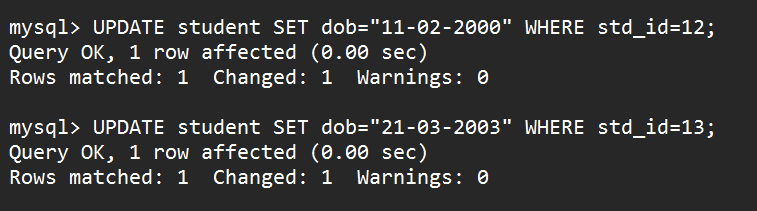 mysql> UPDATE student SET dob="11-02-2000" WHERE std_id=12;
Query OK, 1 row affected (0.00 sec)
Rows matched: 1  Changed: 1  Warnings: 0
mysql> UPDATE student SET dob="21-03-2003" WHERE std_id=13;
Query OK, 1 row affected (0.00 sec)
Rows matched: 1  Changed: 1  Warnings: 0